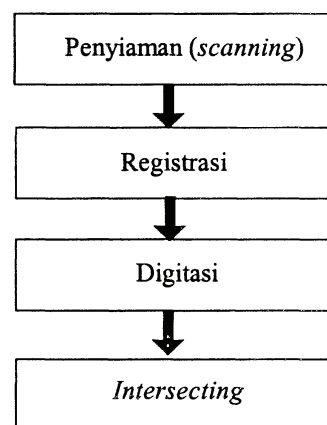 Penyiaman (scanning)
Registrasi
Digitasi
Intersecting